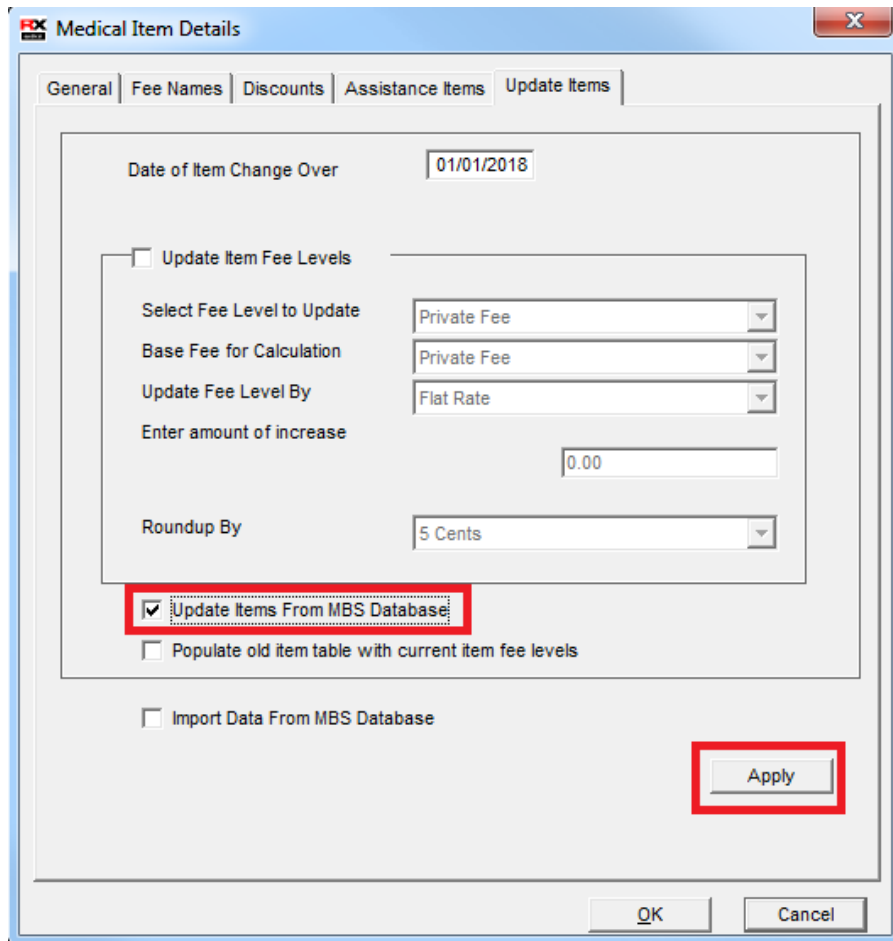 RX
Medical Item Details
General Fee Names Discounts Assistance Items Update Items
Date of Item Change Over 01/01/2018
Update Item Fee Levels
Select Fee Level to Update Private Fee
Base Fee for Calculation Private Fee
Update Fee Level By Flat Rate
Enter amount of increase
0.00
Roundup By 5 Cents
Update Items From MBS Database
Populate old item table with current item fee levels
Import Data From MBS Database
Apply
OK Cancel